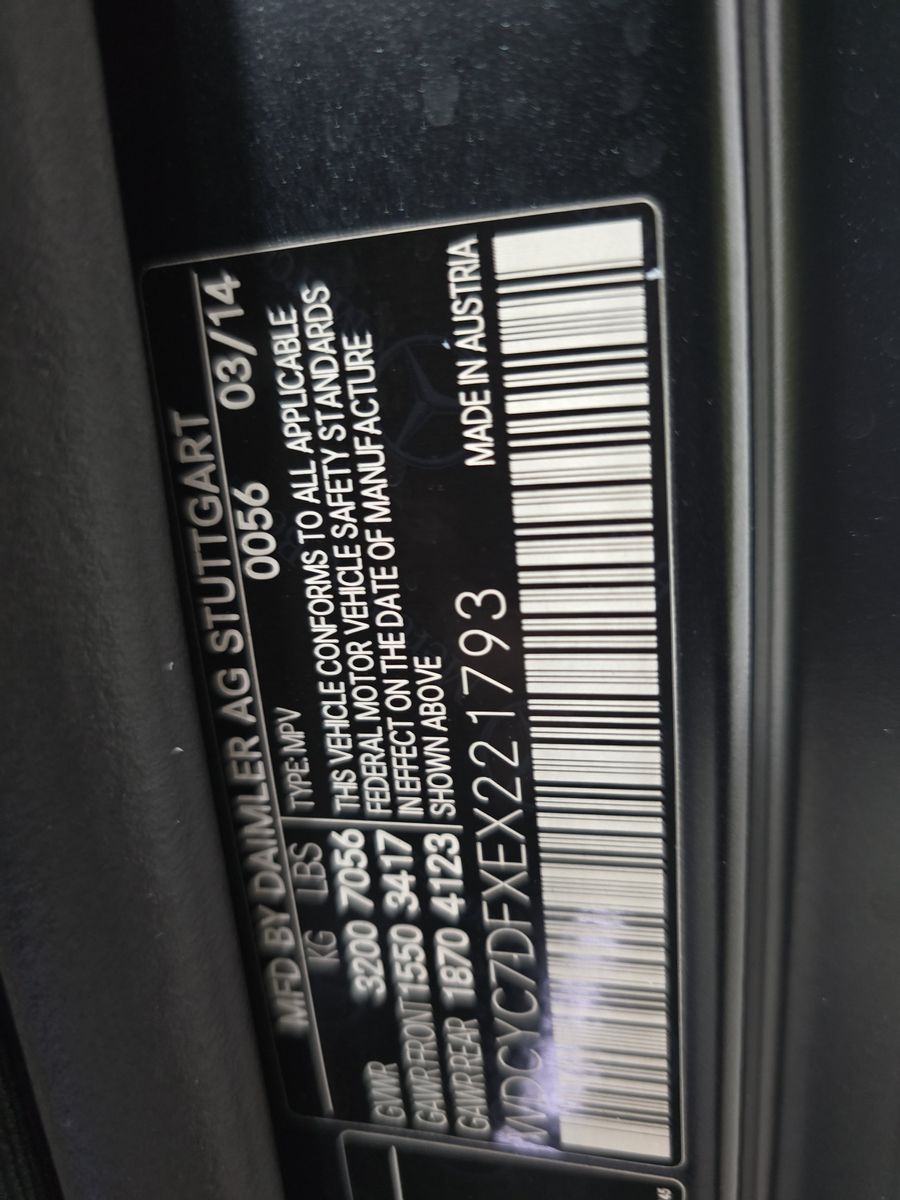 MFD BY DAIMLER AG STUTTGART
KG LBS TYPE: MPV 0056 03/14
GVWR 3200 7056 THIS VEHICLE CONFORMS TO ALL APPLICABLE
GAWR FRONT 1550 3417 FEDERAL MOTOR VEHICLE SAFETY STANDARDS
GAWR REAR 1870 4123 IN EFFECT ON THE DATE OF MANUFACTURE
SHOWN ABOVE MADE IN AUSTRIA
WDCYC7DFXEX221793